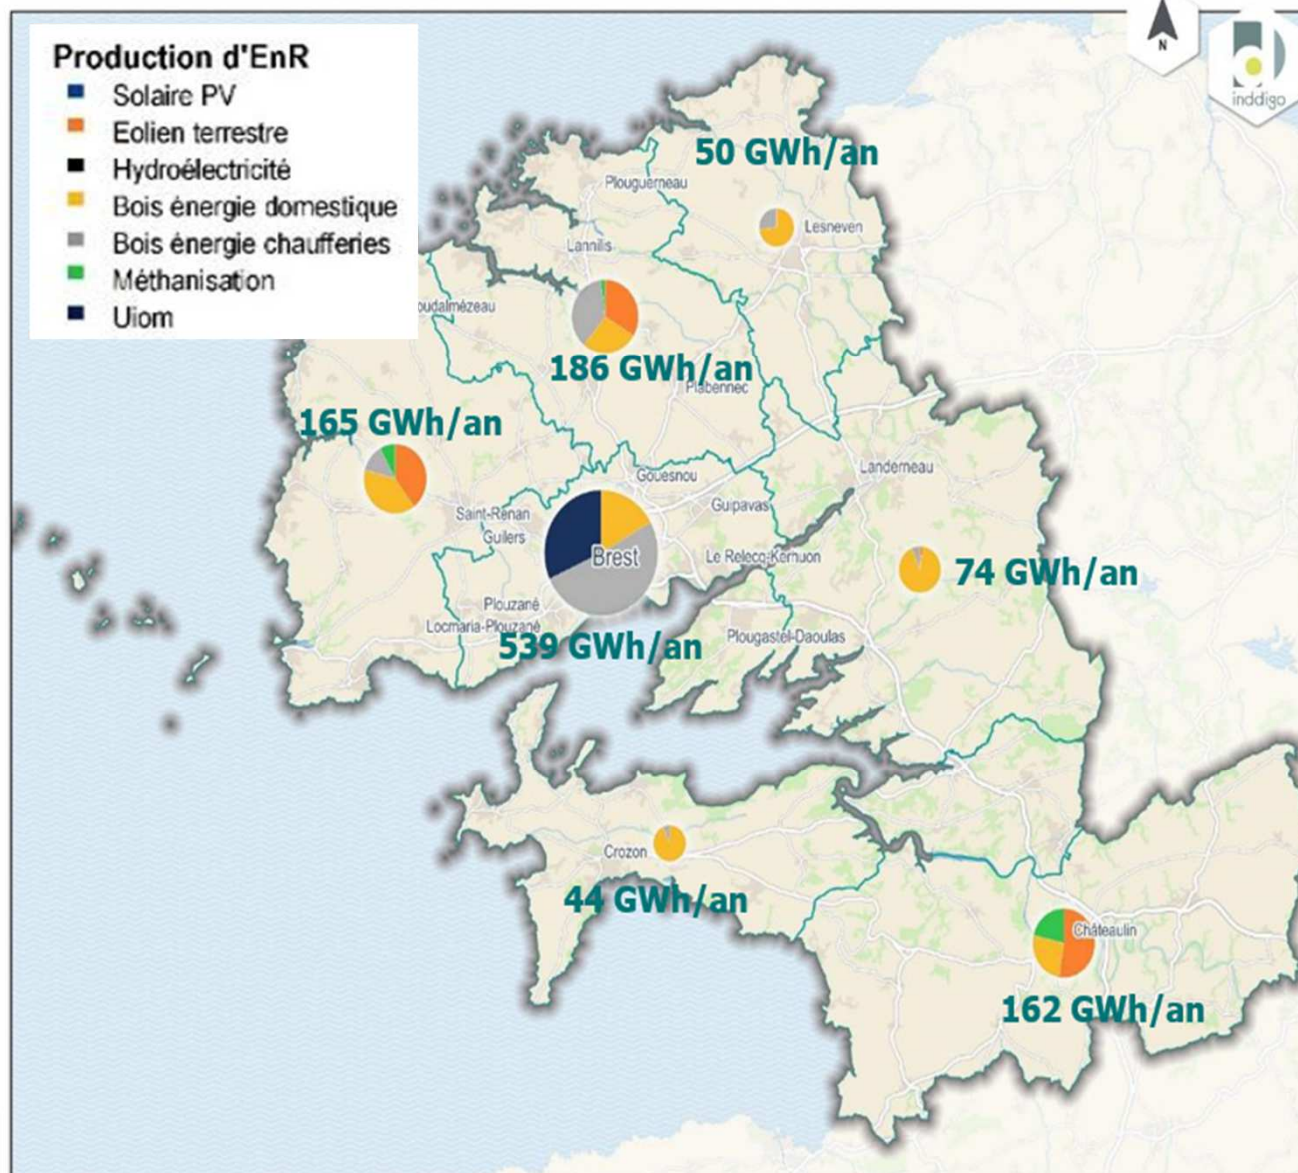 N
inddigo
Production d'EnR
Solaire PV
Eolien terrestre
Hydroélectricité
Bois énergie domestique
Bois énergie chaufferies
Méthanisation
Uiom
50 GWh/an
Plouguerneau
Lesneven
Lannilis
oudalmézeau
186 GWh/an
Plabennec
165 GWh/an
Landerneau
Gouesnou
Guipavas
Saint-Renan
Guilers
Brest
Le Relecq-Kerhuon
74 GWh/an
Plouzané
Locmaria-Plouzané
Plougastel-Daoulas
539 GWh/an
Crozon
44 GWh/an
Châteaulin
162 GWh/an